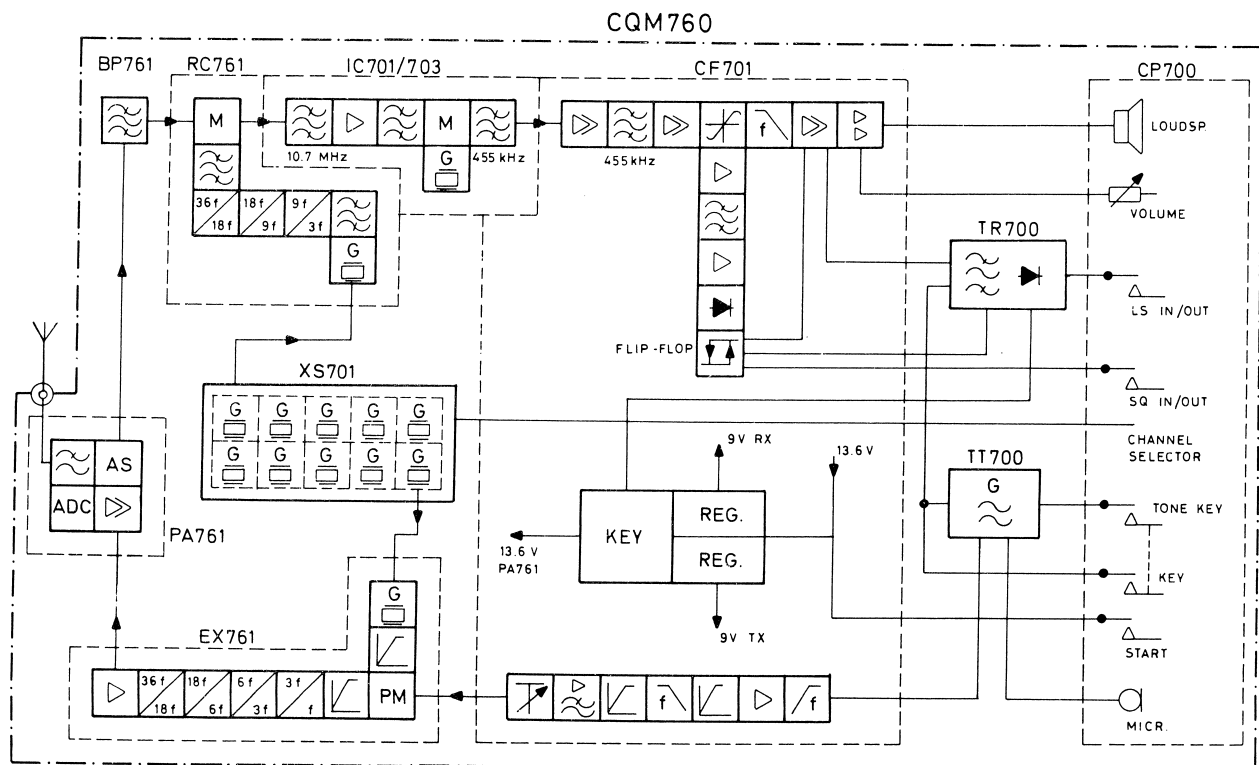 CQM760
BP761
RC761
IC701/703
CF701
CP700
M
10.7 MHz
M
G
455 kHz
455 kHz
f
LOUDSP.
VOLUME
36f 18f
18f 9f
9f 3f
G
TR700
LS IN/OUT
FLIP-FLOP
SQ IN/OUT
XS701
G G G G G
G G G G G
CHANNEL
SELECTOR
AS
ADC
PA761
9V RX
13.6 V
KEY
REG.
REG.
13.6 V
PA761
9V TX
TT700
G
TONE KEY
KEY
START
EX761
G
36f 18f
18f 6f
6f 3f
3f f
PM
f
f
MICR.